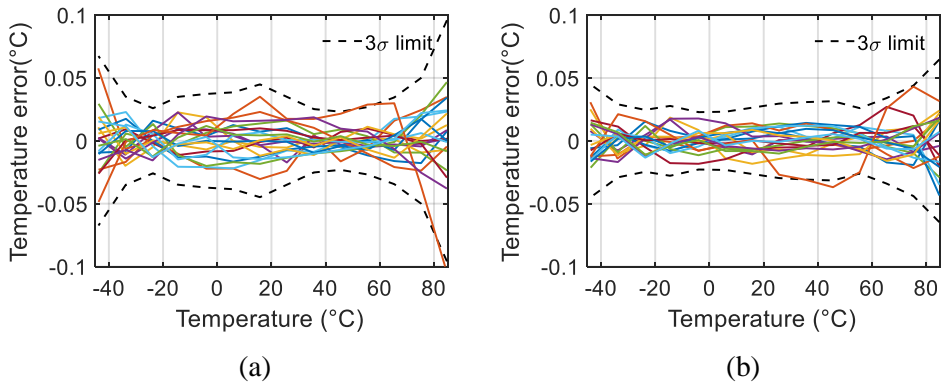 0.1
0.05
0
-0.05
-0.1
Temperature error(°C)
3σ limit
-40 -20 0 20 40 60 80
Temperature (°C)
(a)
0.1
0.05
0
-0.05
-0.1
Temperature error(°C)
3σ limit
-40 -20 0 20 40 60 80
Temperature (°C)
(b)